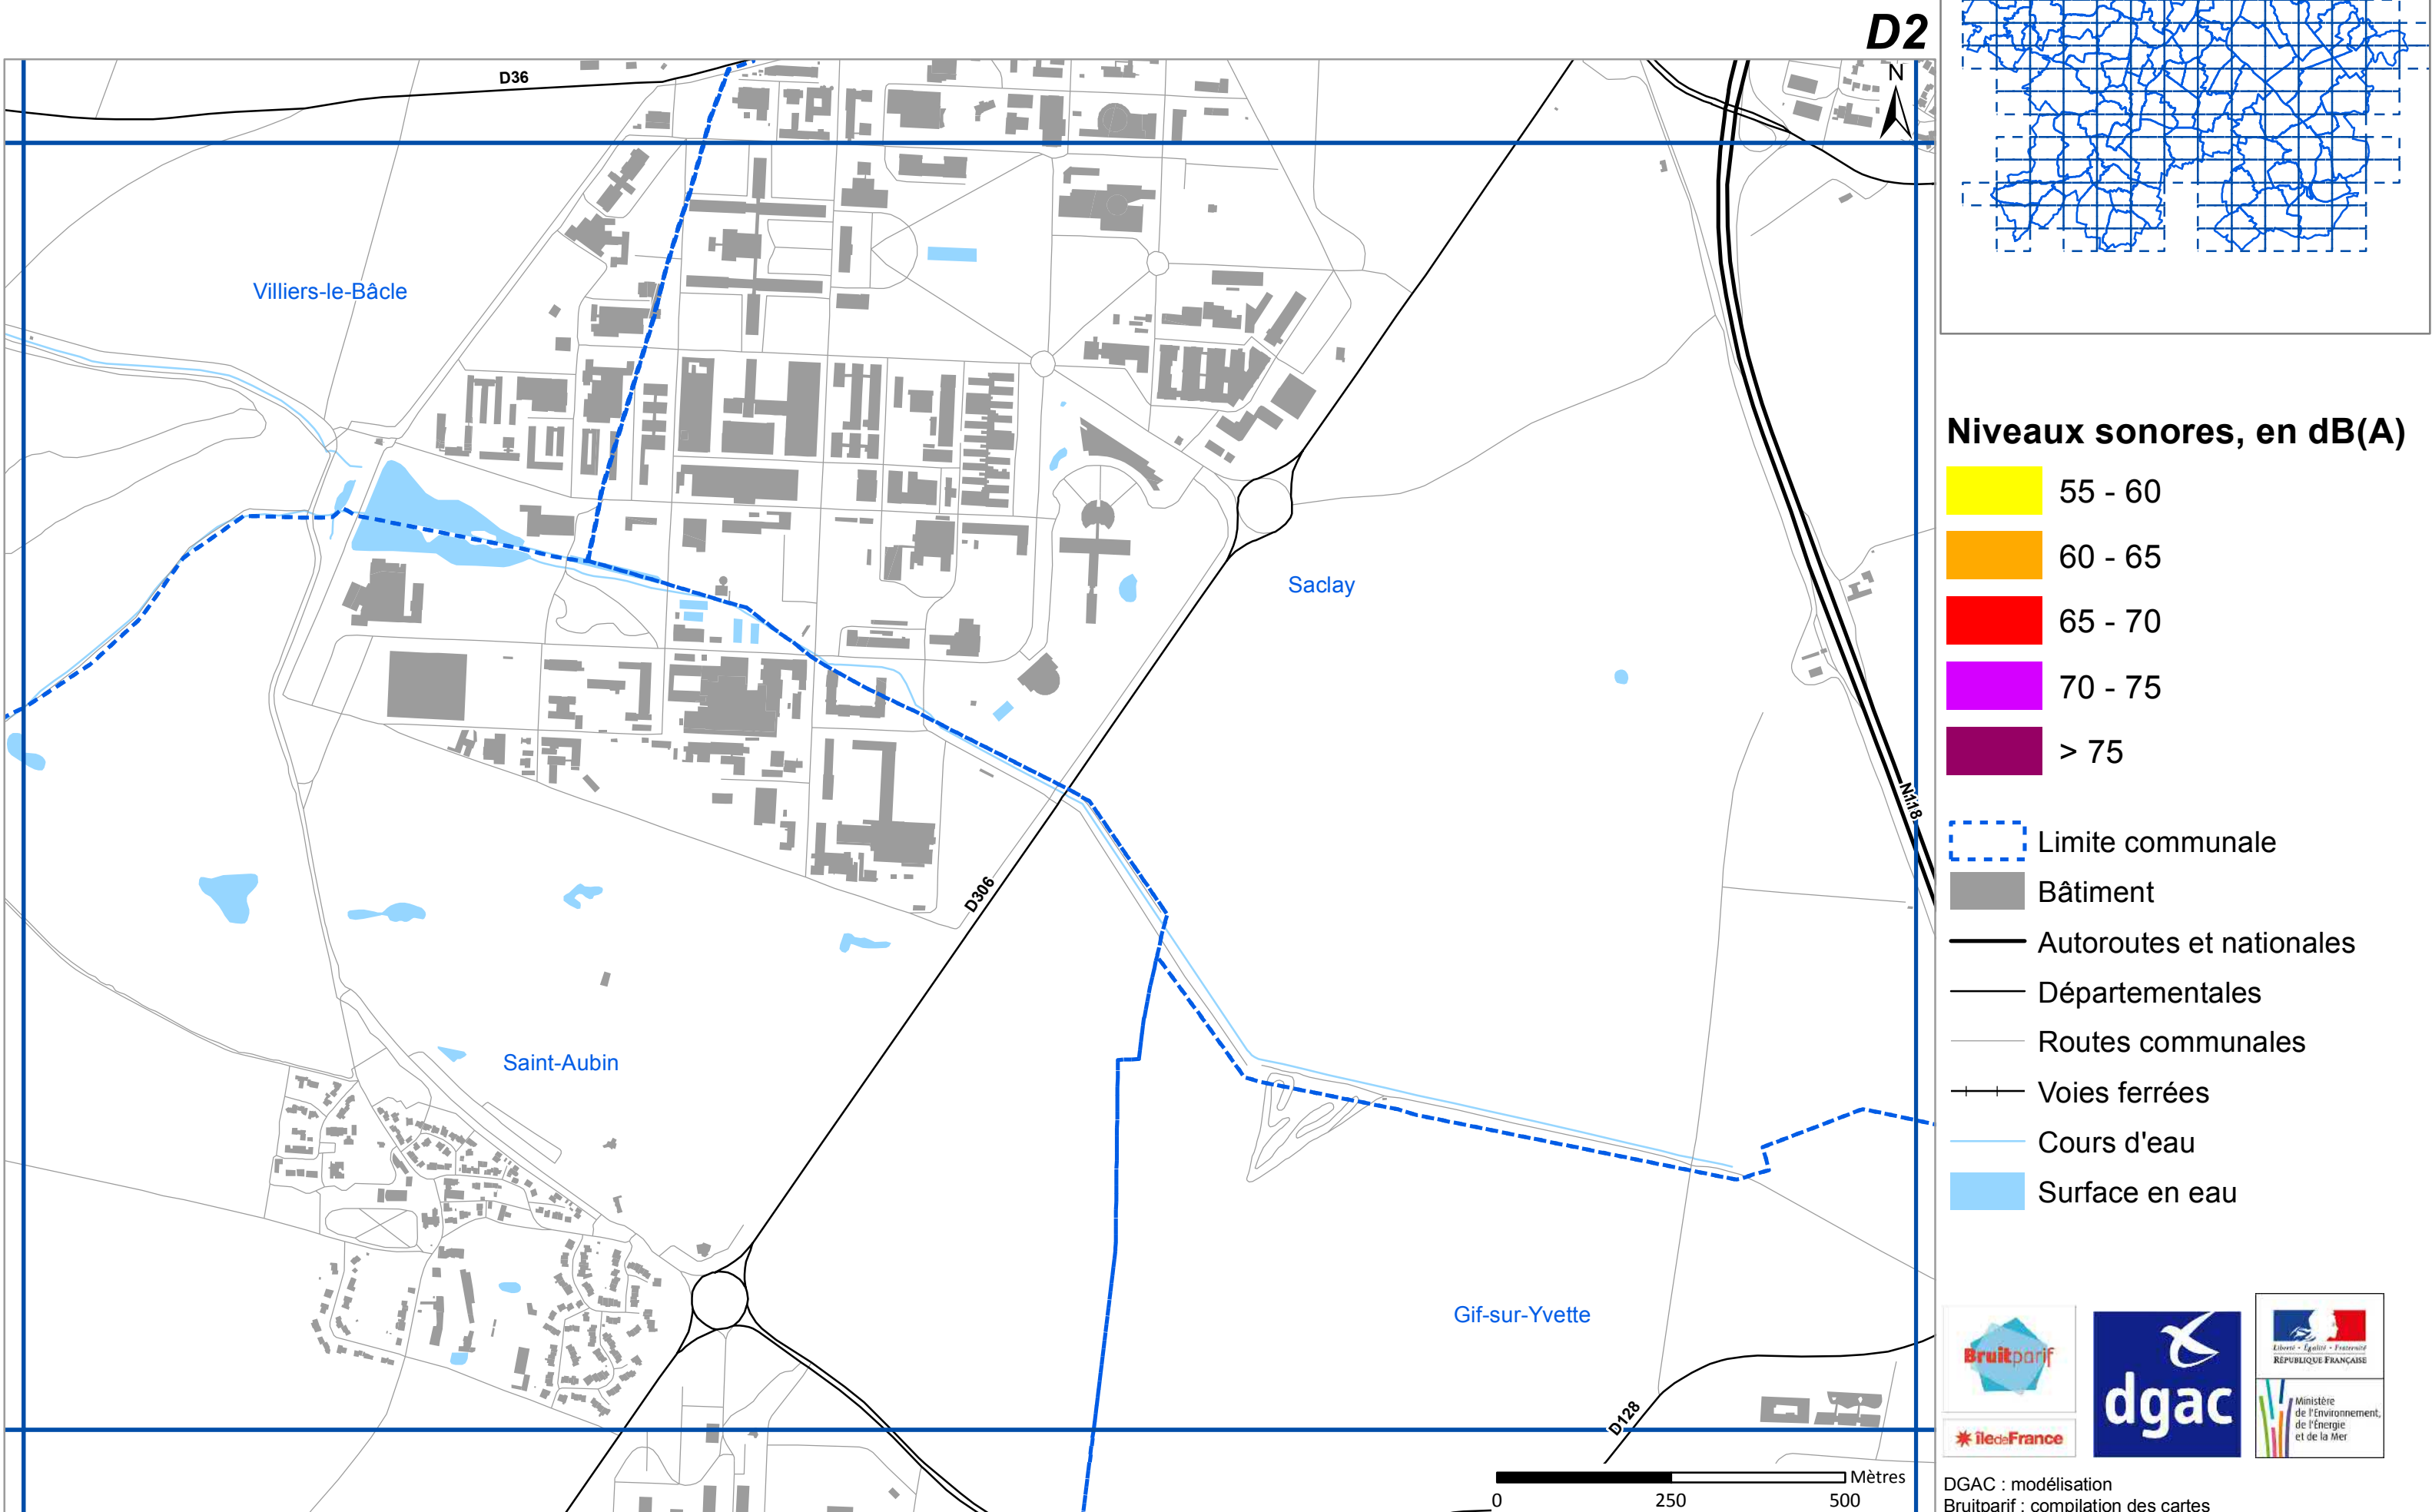 D2
N
D36
Villiers-le-Bâcle
Saclay
N118
D306
Saint-Aubin
Gif-sur-Yvette
D128
Mètres
0 250 500
Niveaux sonores, en dB(A)
55 - 60
60 - 65
65 - 70
70 - 75
> 75
Limite communale
Bâtiment
Autoroutes et nationales
Départementales
Routes communales
Voies ferrées
Cours d'eau
Surface en eau
Bruitparif
îledeFrance
dgac
Liberté • Égalité • Fraternité
RÉPUBLIQUE FRANÇAISE
Ministère
de l'Environnement,
de l'Énergie
et de la Mer
DGAC : modélisation
Bruitparif : compilation des cartes